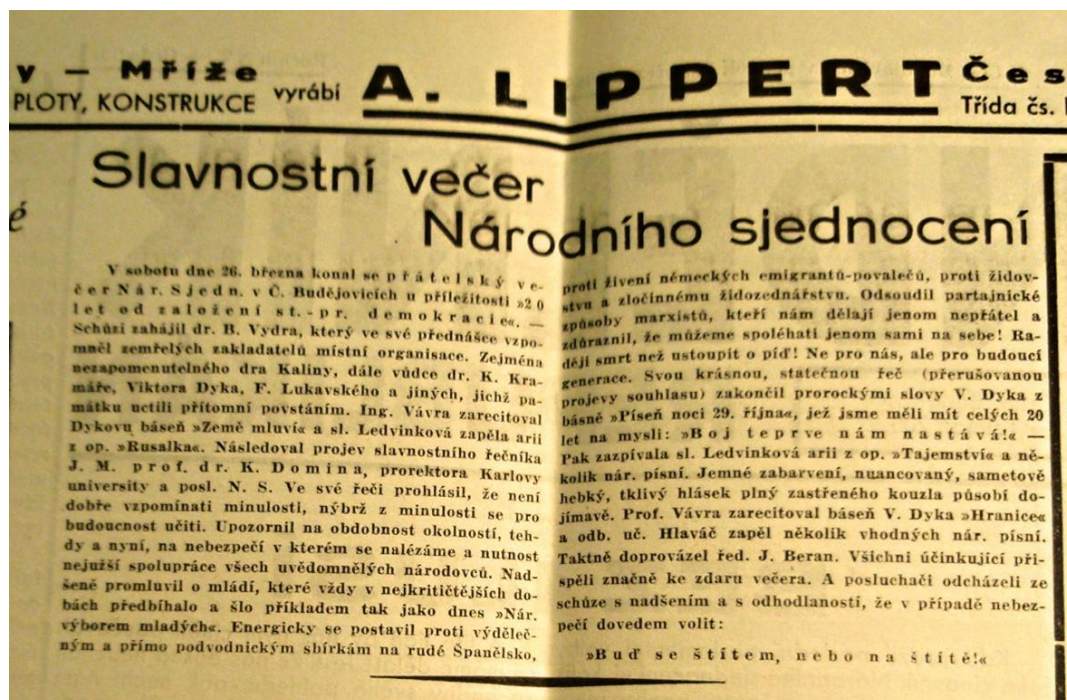 v – Mříže
PLOTY, KONSTRUKCE vyrábí A. LIPPERT Čes
Třída čs.
é
Slavnostní večer
Národního sjednocení
V sobotu dne 26. března konal se přátelský ve-
čer Nár. Sjedn. v Č. Budějovicích u příležitosti »20
let od založení st.-pr. demokracie«. —
Schůzi zahájil dr. B. Vydra, který ve své přednášce vzpo-
mněl zemřelých zakladatelů místní organisace. Zejména
nezapomenutelného dra Kaliny, dále vůdce dr. K. Kra-
máře, Viktora Dyka, F. Lukavského a jiných, jichž pa-
mátku uctili přítomní povstáním. Ing. Vávra zarecitoval
Dykovu báseň »Země mluví« a sl. Ledvinková zapěla arii
z op. »Rusalka«. Následoval projev slavnostního řečníka
J. M. prof. dr. K. Domina, prorektora Karlovy
university a posl. N. S. Ve své řeči prohlásil, že není
dobře vzpomínati minulosti, nýbrž z minulosti se pro
budoucnost učiti. Upozornil na obdobnost okolností, teh-
dy a nyní, na nebezpečí v kterém se nalézáme a nutnost
nejužší spolupráce všech uvědomnělých národovců. Nad-
šeně promluvil o mládí, které vždy v nejkritičtějších do-
bách předbíhalo a šlo příkladem tak jako dnes »Nár.
výborem mladých«. Energicky se postavil proti výděleč-
ným a přímo podvodnickým sbírkám na rudé Španělsko,
proti živení německých emigrantů-povalečů, proti židov-
stvu a zločinnému židozednářstvu. Odsoudil partajnické
způsoby marxistů, kteří nám dělají jenom nepřátel a
zdůraznil, že můžeme spoléhati jenom sami na sebe! Ra-
ději smrt než ustoupit o píď! Ne pro nás, ale pro budoucí
generace. Svou krásnou, statečnou řeč (přerušovanou
projevy souhlasu) zakončil prorockými slovy V. Dyka z
básně »Píseň noci 29. října«, jež jsme měli mít celých 20
let na mysli: »Boj teprve nám nastává!« —
Pak zazpívala sl. Ledvinková arii z op. »Tajemství« a ně-
kolik nár. písní. Jemné zabarvení, nuancovaný, sametově
hebký, tklivý hlásek plný zastřeného kouzla působí do-
jímavě. Prof. Vávra zarecitoval báseň V. Dyka »Hranice«
a odb. uč. Hlaváč zapěl několik vhodných nár. písní.
Taktně doprovázel řed. J. Beran. Všichni účinkující při-
spěli značně ke zdaru večera. A posluchači odcházeli ze
schůze s nadšením a s odhodlaností, že v případě nebez-
pečí dovedem volit:
»Buď se štítem, nebo na štítě!«